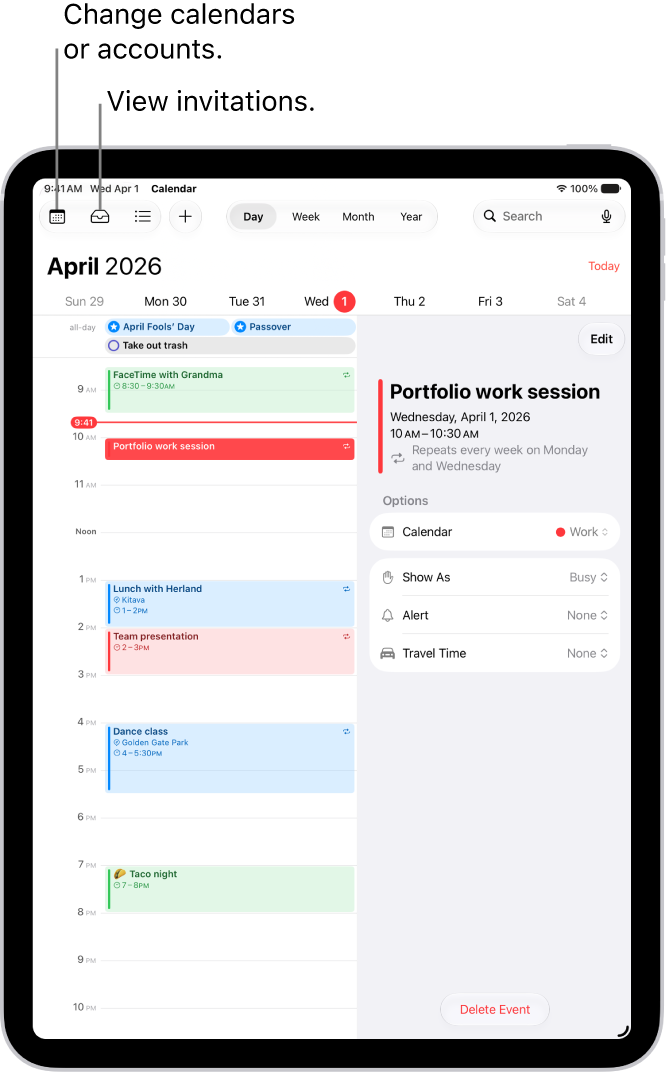 Change calendars
or accounts.
View invitations.
9:41 AM Wed Apr 1 Calendar 100%
Day Week Month Year Search
April 2026 Today
Sun 29 Mon 30 Tue 31 Wed 1 Thu 2 Fri 3 Sat 4
all-day April Fools’ Day Passover
Take out trash
FaceTime with Grandma
8:30 – 9:30AM
9 AM
9:41
10 AM
Portfolio work session
11 AM
Noon
1 PM
Lunch with Herland
Kitava
1 – 2PM
2 PM
Team presentation
2 – 3PM
3 PM
4 PM
Dance class
Golden Gate Park
4 – 5:30PM
5 PM
6 PM
7 PM
🌮 Taco night
7 – 8PM
8 PM
9 PM
10 PM
Edit
Portfolio work session
Wednesday, April 1, 2026
10 AM – 10:30 AM
Repeats every week on Monday
and Wednesday
Options
Calendar Work
Show As Busy
Alert None
Travel Time None
Delete Event